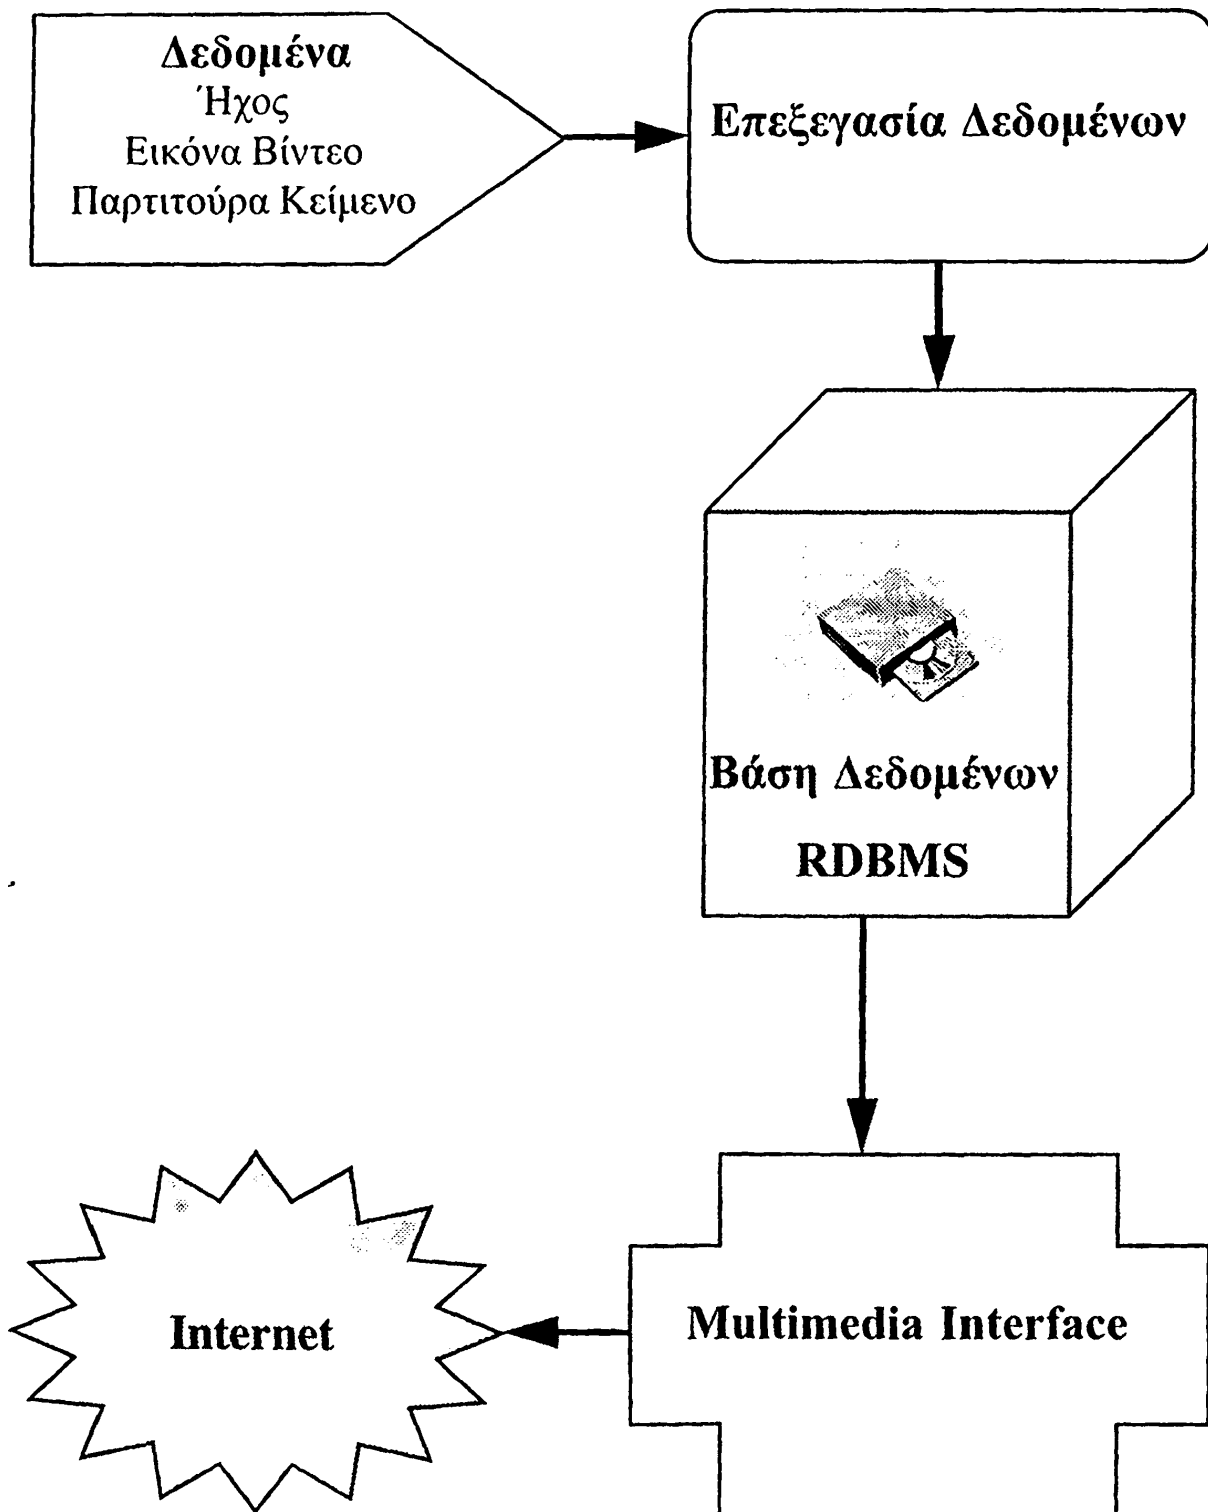 Δεδομένα
Ήχος
Εικόνα Βίντεο
Παρτιτούρα Κείμενο
Επεξεγασία Δεδομένων
Βάση Δεδομένων
RDBMS
Multimedia Interface
Internet